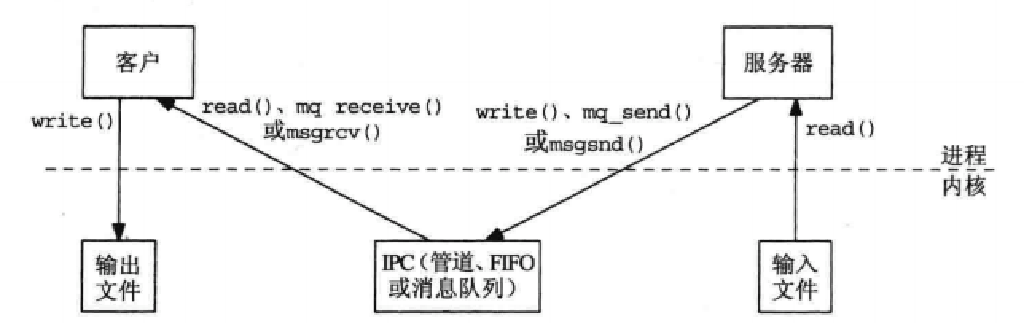 客户
服务器
write()
read()、mq_receive()
或msgrcv()
write()、mq_send()
或msgsnd()
read()
进程
内核
输出
文件
IPC(管道、FIFO
或消息队列)
输入
文件